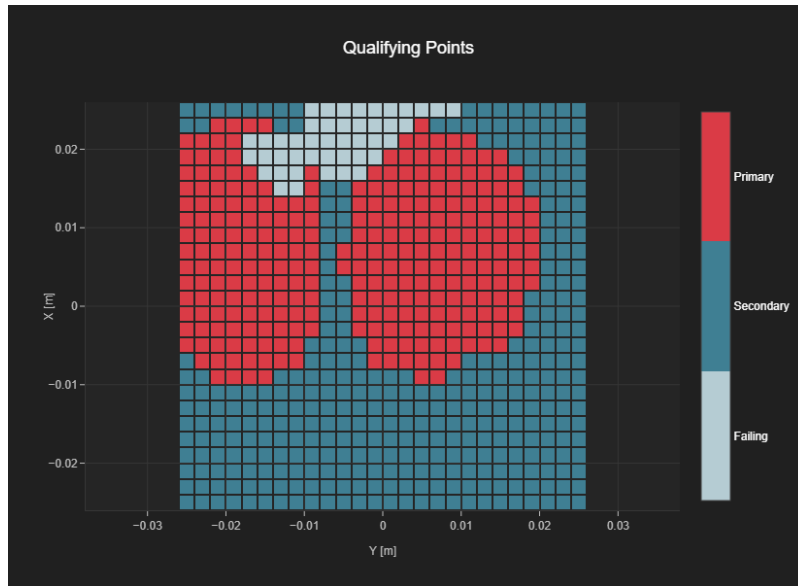 Qualifying Points
Primary
Secondary
Failing
0.02
0.01
0
−0.01
−0.02
X [m]
−0.03
−0.02
−0.01
0
0.01
0.02
0.03
Y [m]